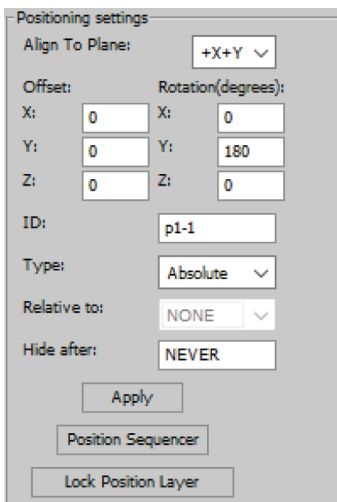 Positioning settings
Align To Plane: +X+Y
Offset: Rotation(degrees):
X: 0 X: 0
Y: 0 Y: 180
Z: 0 Z: 0
ID: p1-1
Type: Absolute
Relative to: NONE
Hide after: NEVER
Apply
Position Sequencer
Lock Position Layer